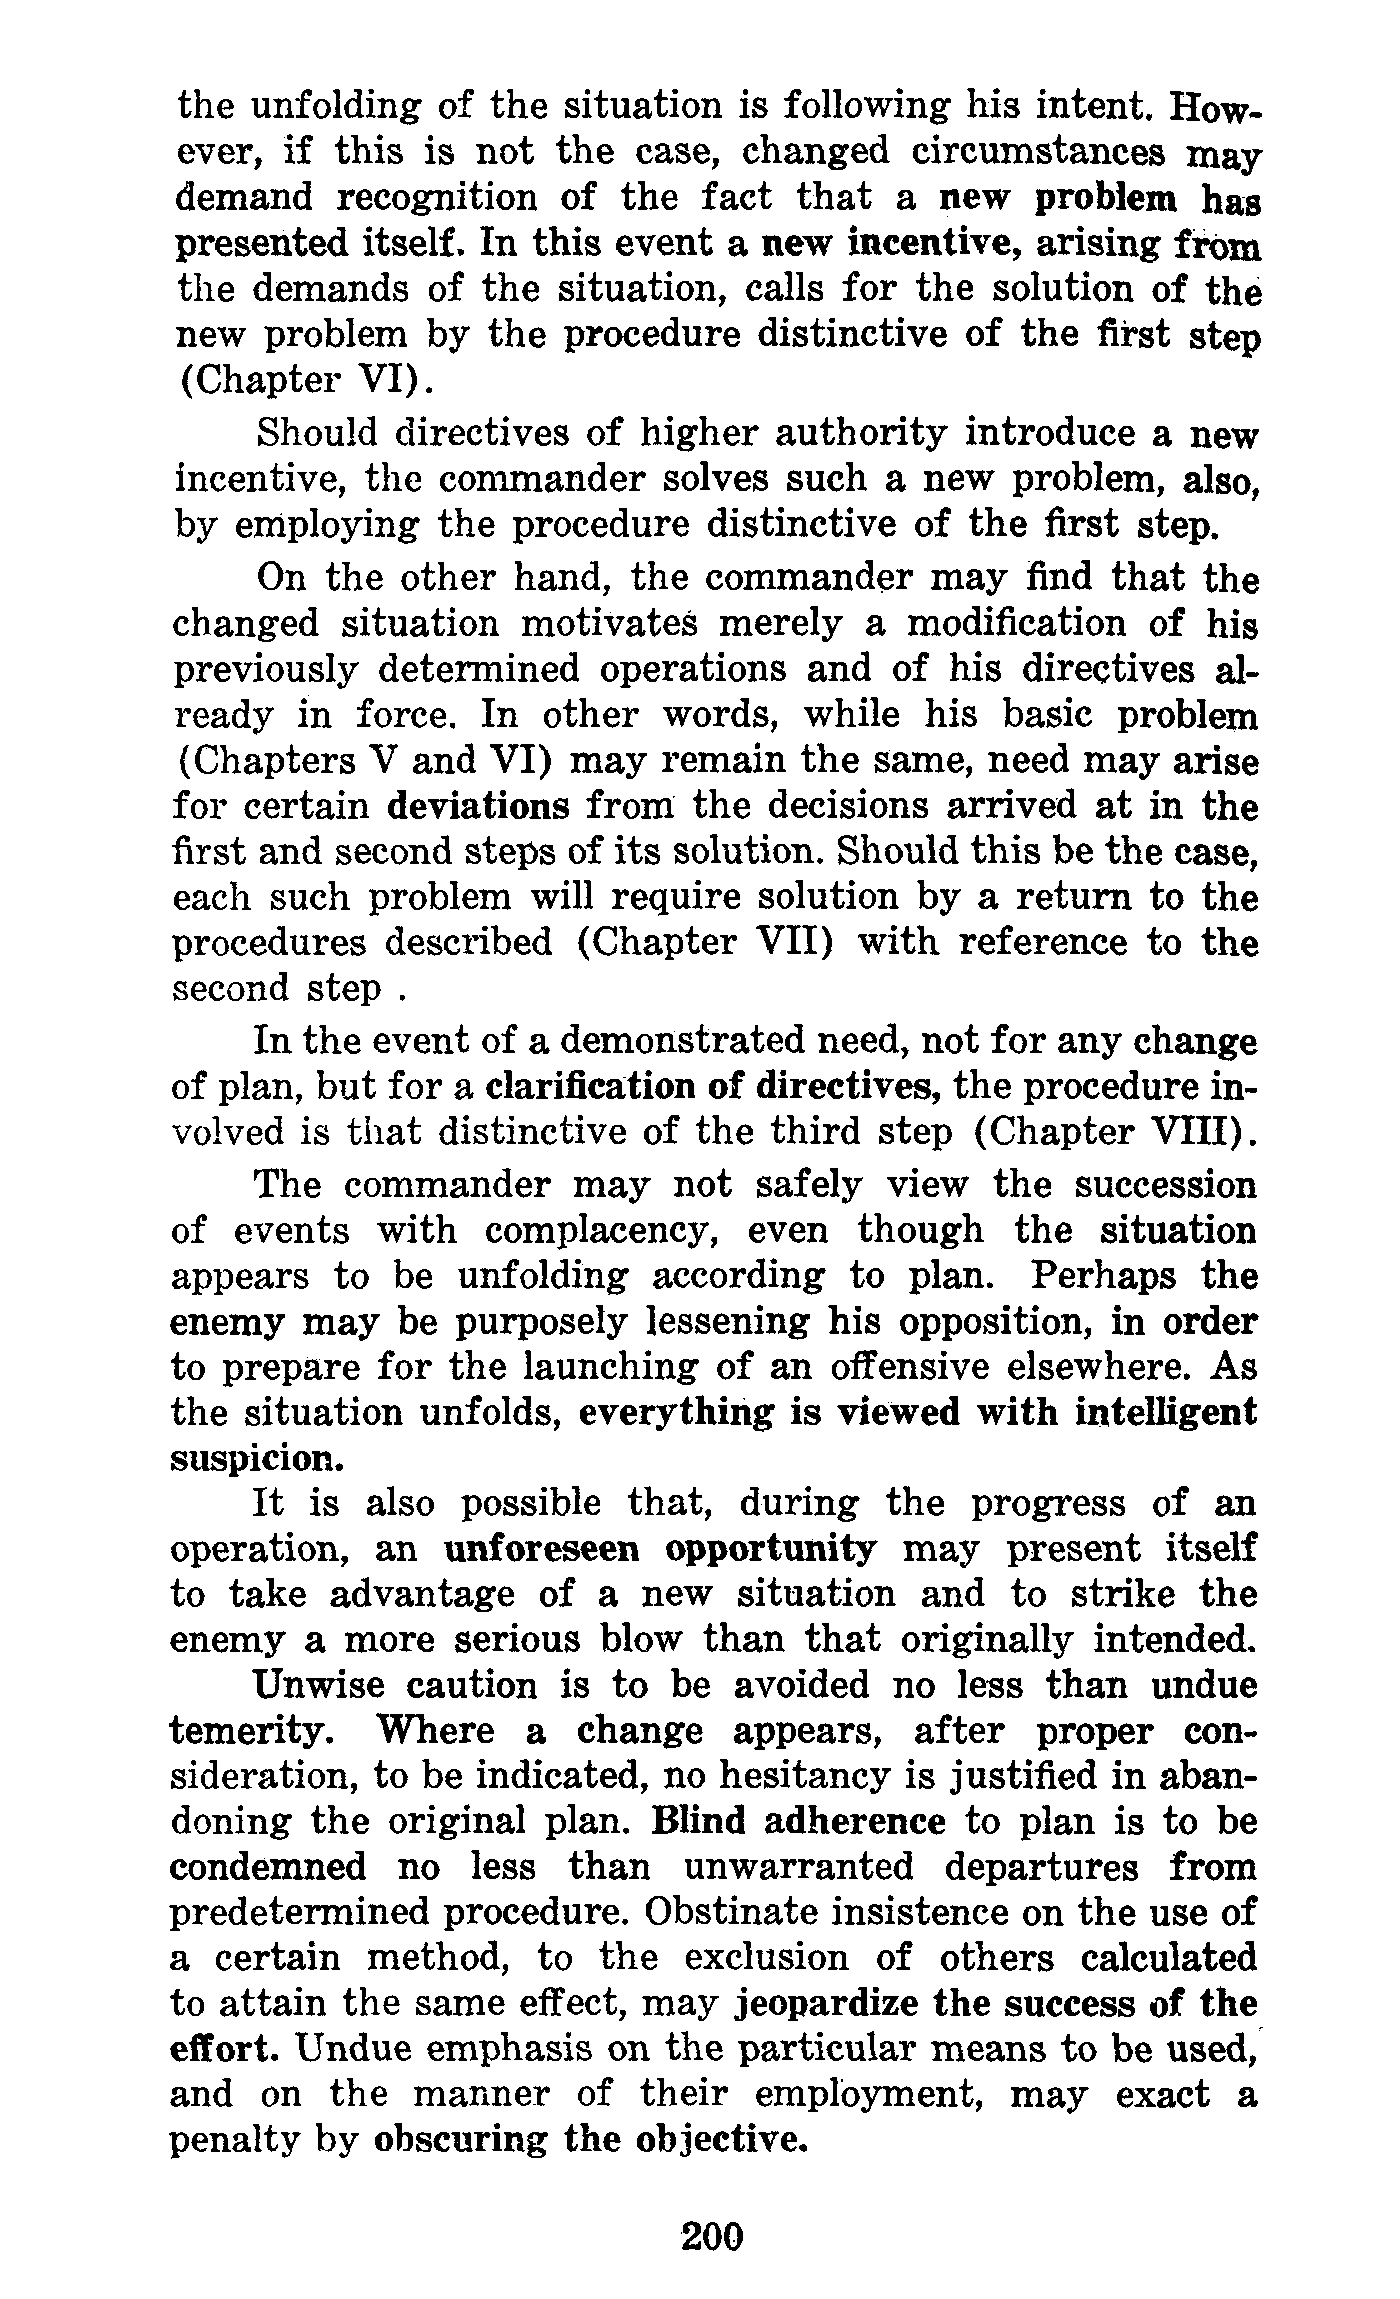 the unfolding of the situation is following his intent. How-
ever, if this is not the case, changed circumstances may
demand recognition of the fact that a new problem has
presented itself. In this event a new incentive, arising from
the demands of the situation, calls for the solution of the
new problem by the procedure distinctive of the first step
(Chapter VI).
Should directives of higher authority introduce a new
incentive, the commander solves such a new problem, also,
by employing the procedure distinctive of the first step.
On the other hand, the commander may find that the
changed situation motivates merely a modification of his
previously determined operations and of his directives al-
ready in force. In other words, while his basic problem
(Chapters V and VI) may remain the same, need may arise
for certain deviations from the decisions arrived at in the
first and second steps of its solution. Should this be the case,
each such problem will require solution by a return to the
procedures described (Chapter VII) with reference to the
second step .
In the event of a demonstrated need, not for any change
of plan, but for a clarification of directives, the procedure in-
volved is that distinctive of the third step (Chapter VIII).
The commander may not safely view the succession
of events with complacency, even though the situation
appears to be unfolding according to plan. Perhaps the
enemy may be purposely lessening his opposition, in order
to prepare for the launching of an offensive elsewhere. As
the situation unfolds, everything is viewed with intelligent
suspicion.
It is also possible that, during the progress of an
operation, an unforeseen opportunity may present itself
to take advantage of a new situation and to strike the
enemy a more serious blow than that originally intended.
Unwise caution is to be avoided no less than undue
temerity. Where a change appears, after proper con-
sideration, to be indicated, no hesitancy is justified in aban-
doning the original plan. Blind adherence to plan is to be
condemned no less than unwarranted departures from
predetermined procedure. Obstinate insistence on the use of
a certain method, to the exclusion of others calculated
to attain the same effect, may jeopardize the success of the
effort. Undue emphasis on the particular means to be used,
and on the manner of their employment, may exact a
penalty by obscuring the objective.
200